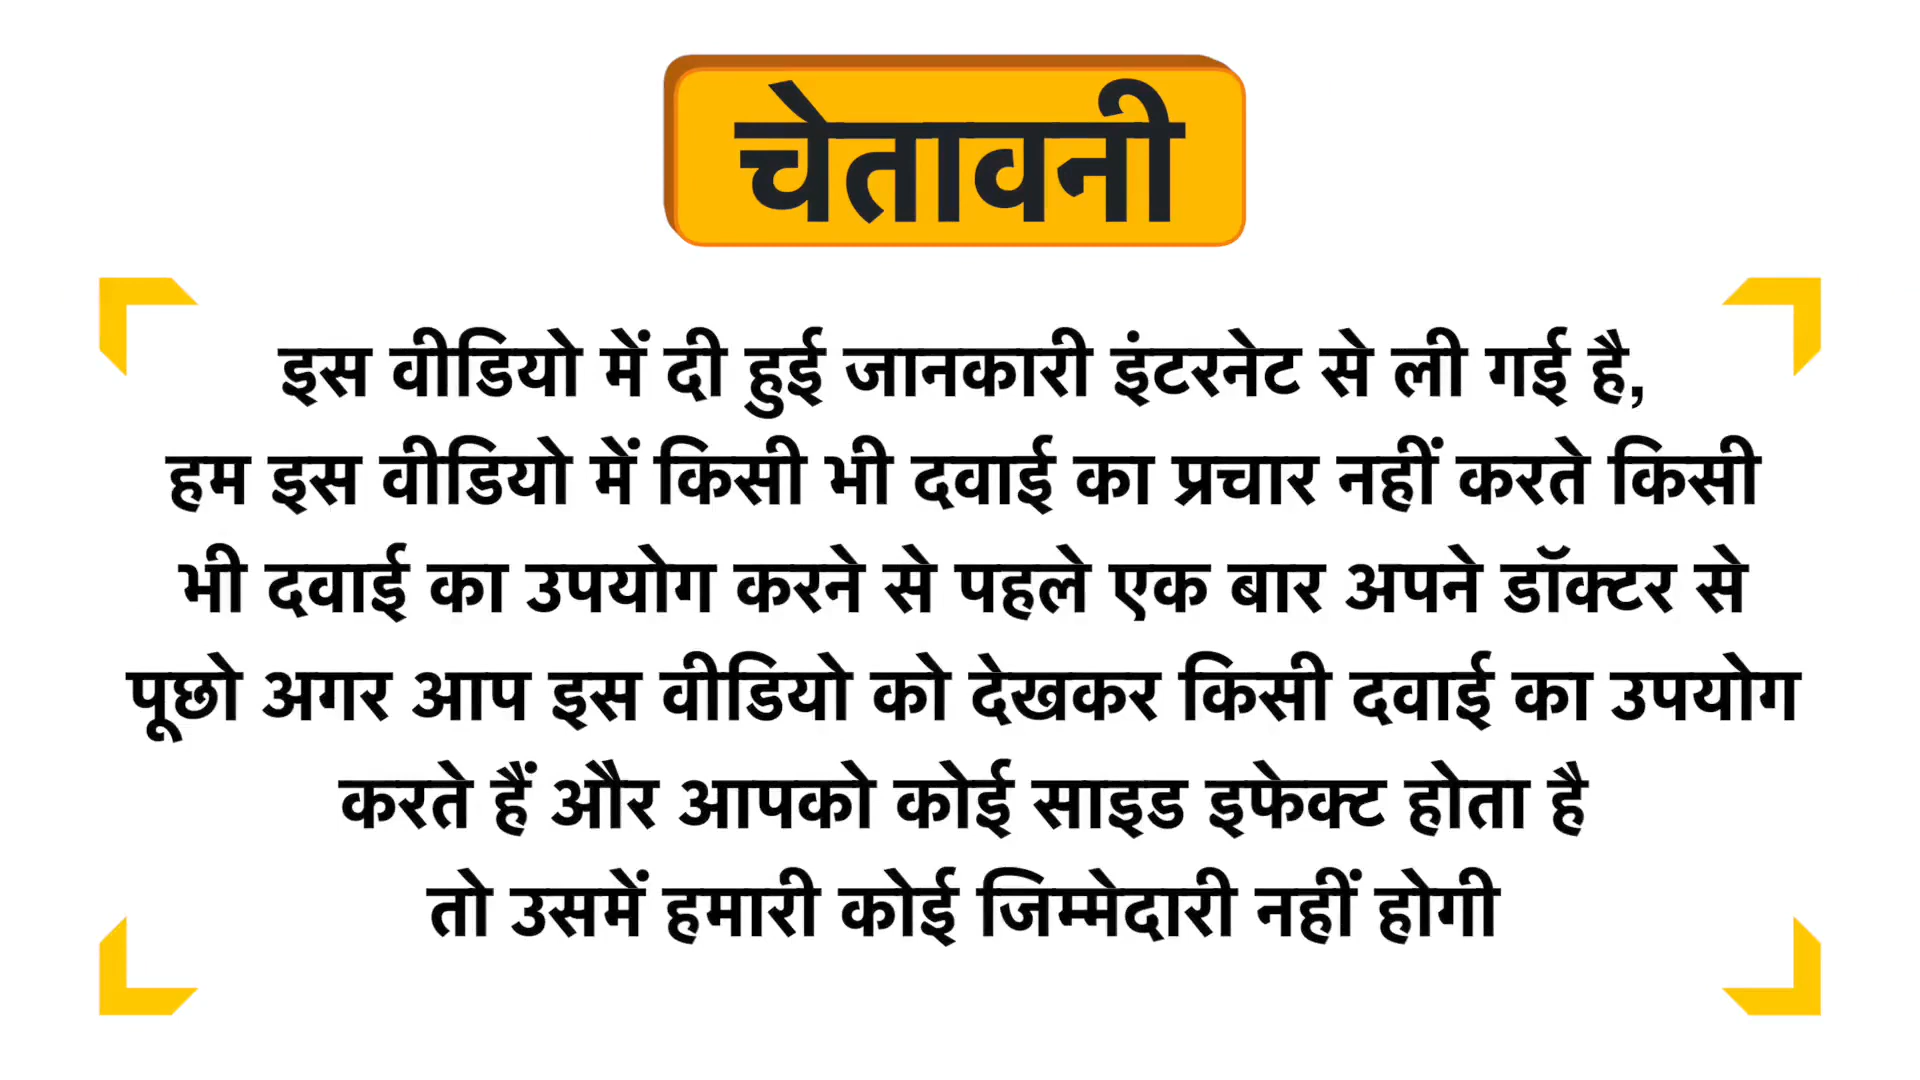 चेतावनी
इस वीडियो में दी हुई जानकारी इंटरनेट से ली गई है,
हम इस वीडियो में किसी भी दवाई का प्रचार नहीं करते किसी
भी दवाई का उपयोग करने से पहले एक बार अपने डॉक्टर से
पूछो अगर आप इस वीडियो को देखकर किसी दवाई का उपयोग
करते हैं और आपको कोई साइड इफेक्ट होता है
तो उसमें हमारी कोई जिम्मेदारी नहीं होगी